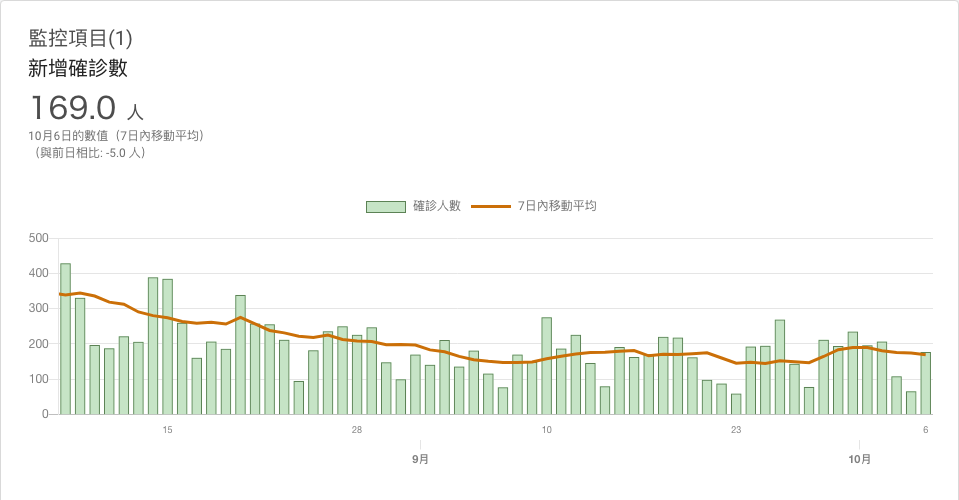 監控項目(1)
新增確診數
169.0 人
10月6日的數值（7日內移動平均）
（與前日相比: -5.0 人）
確診人數 7日內移動平均
500
400
300
200
100
0
15 28 10 23 6
9月 10月